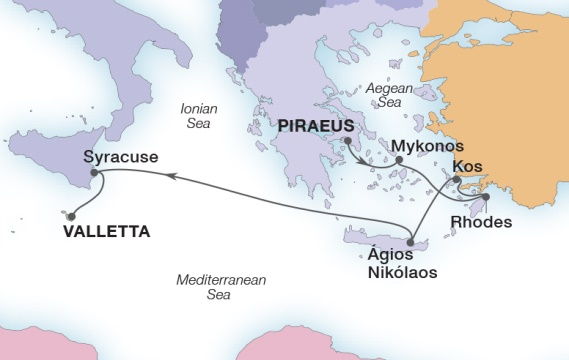 Ionian
Sea
Aegean
Sea
PIRAEUS
Mykonos
Syracuse
Kos
Rhodes
VALLETTA
Ágios
Nikólaos
Mediterranean
Sea